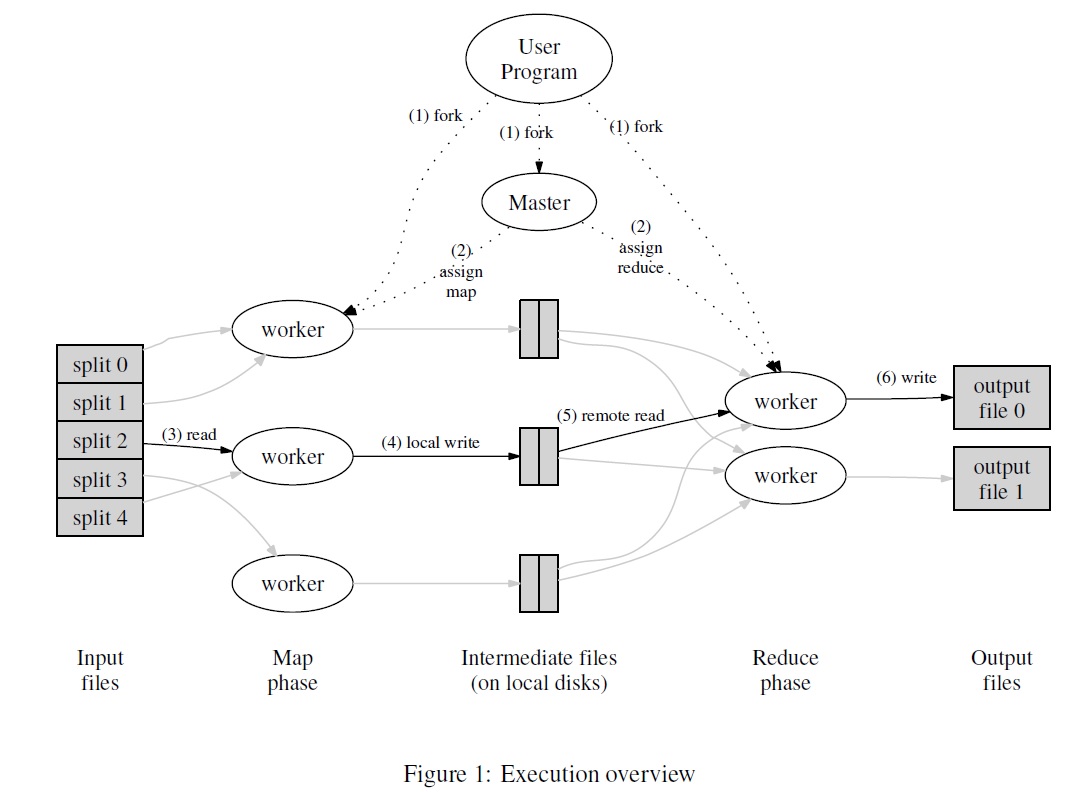 User
Program
(1) fork
(1) fork
(1) fork
Master
(2)
assign
map
(2)
assign
reduce
worker
split 0
split 1
split 2
split 3
split 4
(3) read
worker
(4) local write
(5) remote read
worker
(6) write
output
file 0
worker
output
file 1
worker
Input
files
Map
phase
Intermediate files
(on local disks)
Reduce
phase
Output
files
Figure 1: Execution overview